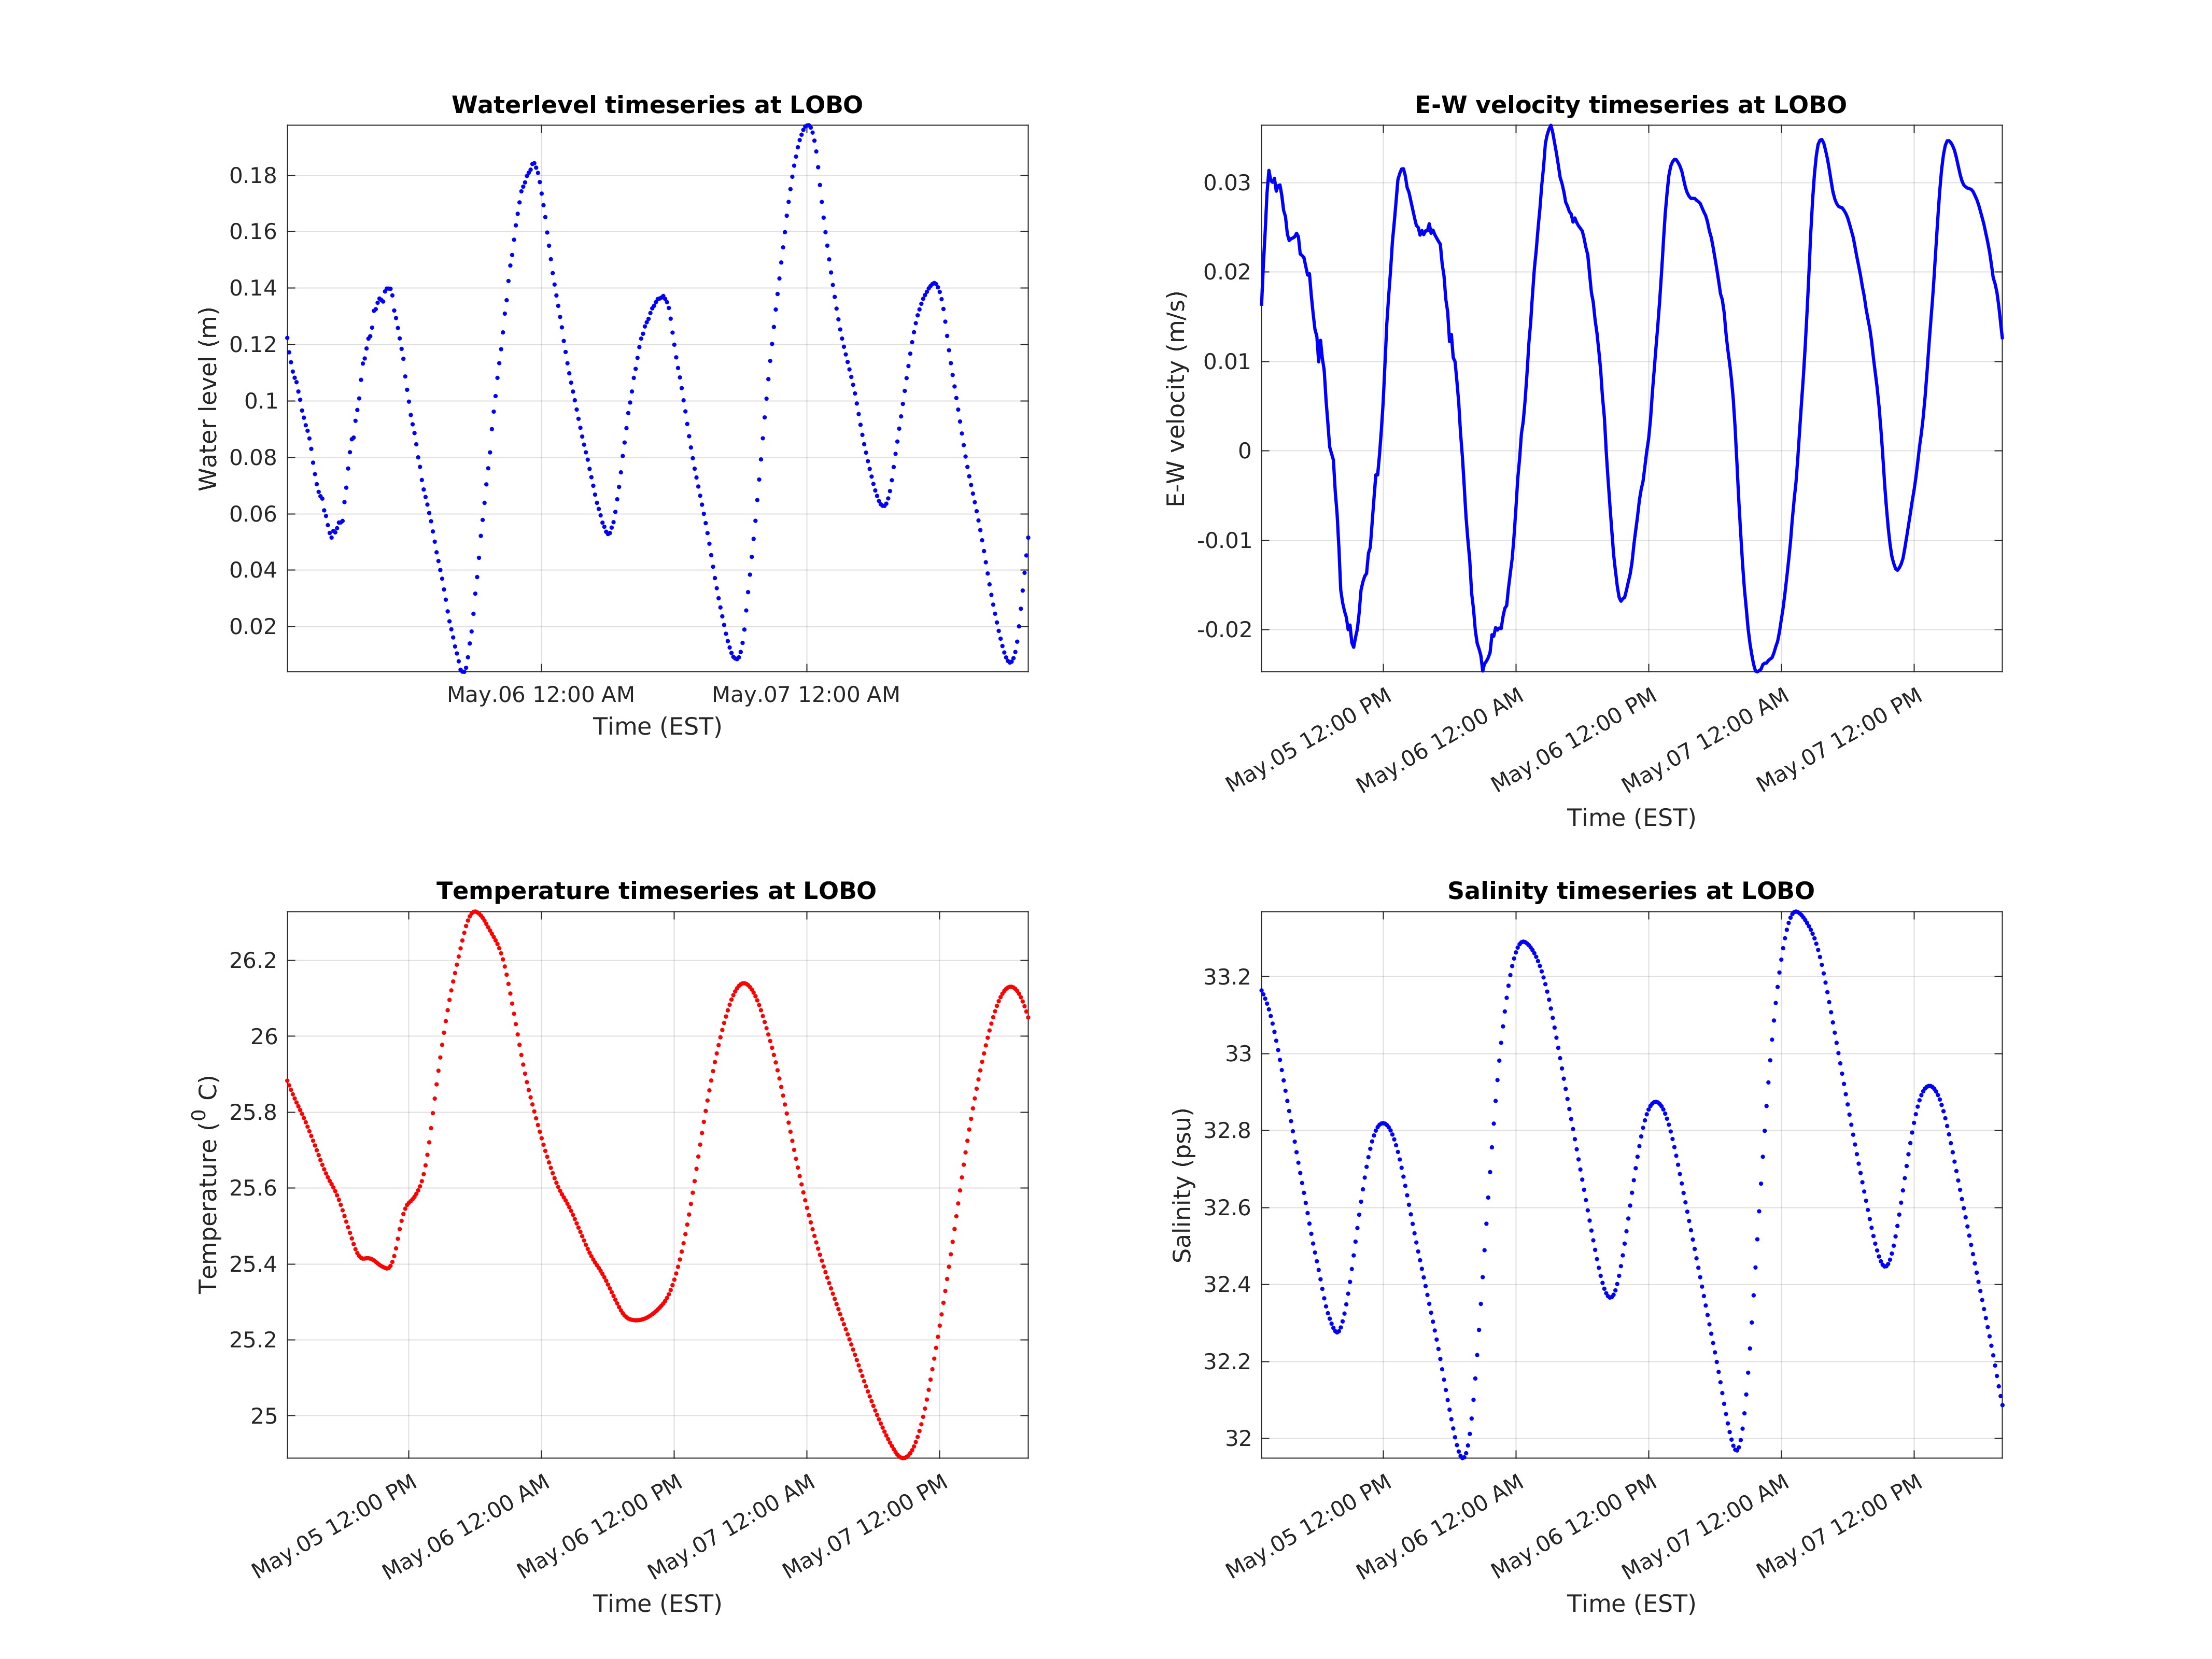 Waterlevel timeseries at LOBO
0.18
0.16
0.14
0.12
0.1
0.08
0.06
0.04
0.02
Water level (m)
May.06 12:00 AM
May.07 12:00 AM
Time (EST)
E-W velocity timeseries at LOBO
0.03
0.02
0.01
0
-0.01
-0.02
E-W velocity (m/s)
May.05 12:00 PM
May.06 12:00 AM
May.06 12:00 PM
May.07 12:00 AM
May.07 12:00 PM
Time (EST)
Temperature timeseries at LOBO
26.2
26
25.8
25.6
25.4
25.2
25
Temperature (⁰ C)
May.05 12:00 PM
May.06 12:00 AM
May.06 12:00 PM
May.07 12:00 AM
May.07 12:00 PM
Time (EST)
Salinity timeseries at LOBO
33.2
33
32.8
32.6
32.4
32.2
32
Salinity (psu)
May.05 12:00 PM
May.06 12:00 AM
May.06 12:00 PM
May.07 12:00 AM
May.07 12:00 PM
Time (EST)